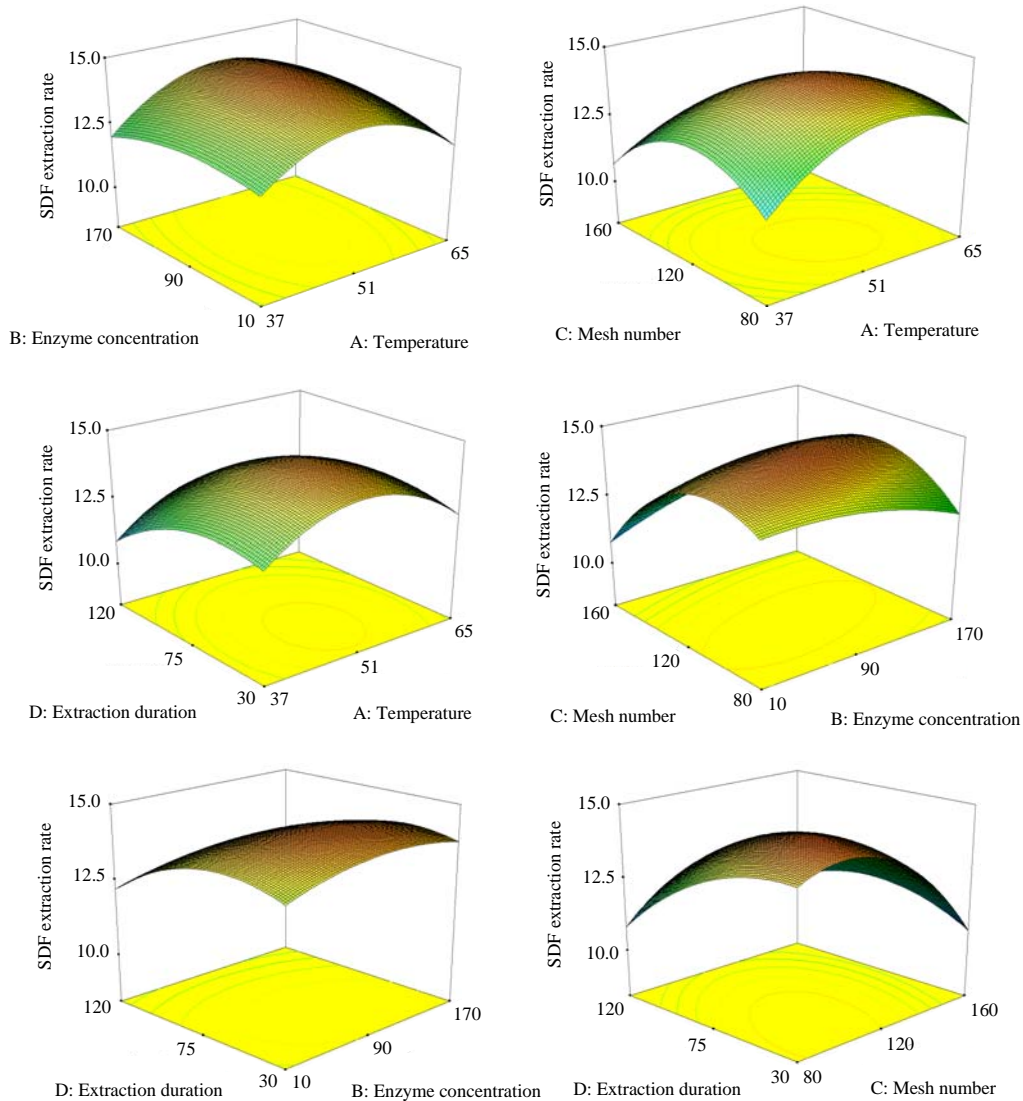 SDF extraction rate
15.0
12.5
10.0
170
90
10 37
51
65
B: Enzyme concentration
A: Temperature
SDF extraction rate
15.0
12.5
10.0
160
120
80 37
51
65
C: Mesh number
A: Temperature
SDF extraction rate
15.0
12.5
10.0
120
75
30 37
51
65
D: Extraction duration
A: Temperature
SDF extraction rate
15.0
12.5
10.0
160
120
80 10
90
170
C: Mesh number
B: Enzyme concentration
SDF extraction rate
15.0
12.5
10.0
120
75
30 10
90
170
D: Extraction duration
B: Enzyme concentration
SDF extraction rate
15.0
12.5
10.0
120
75
30 80
120
160
D: Extraction duration
C: Mesh number